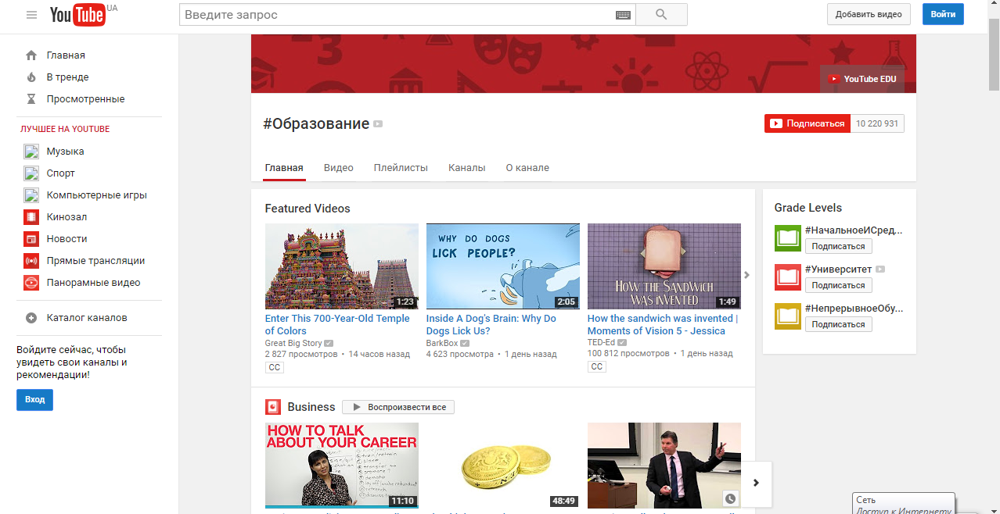 YouTube UA
Введите запрос
Добавить видео
Войти
Главная
В тренде
Просмотренные
ЛУЧШЕЕ НА YOUTUBE
Музыка
Спорт
Компьютерные игры
Кинозал
Новости
Прямые трансляции
Панорамные видео
Каталог каналов
Войдите сейчас, чтобы
увидеть свои каналы и
рекомендации!
Вход
3
YouTube EDU
#Образование
Подписаться 10 220 931
Главная Видео Плейлисты Каналы О канале
Featured Videos
1:23
Enter This 700-Year-Old Temple
of Colors
Great Big Story
2 827 просмотров • 14 часов назад
CC
WHY DO DOGS
LICK PEOPLE?
2:05
Inside A Dog's Brain: Why Do
Dogs Lick Us?
BarkBox
4 623 просмотра • 1 день назад
HOW THE SANDWICH
WAS INVENTED
1:49
How the sandwich was invented |
Moments of Vision 5 - Jessica
TED-Ed
100 812 просмотров • 1 день назад
CC
Business
Воспроизвести все
HOW TO TALK
ABOUT YOUR CAREER
11:10
48:49
Grade Levels
#НачальноеИСред...
Подписаться
#Университет
Подписаться
#НепрерывноеОбу...
Подписаться
Сеть
Доступ к Интернету